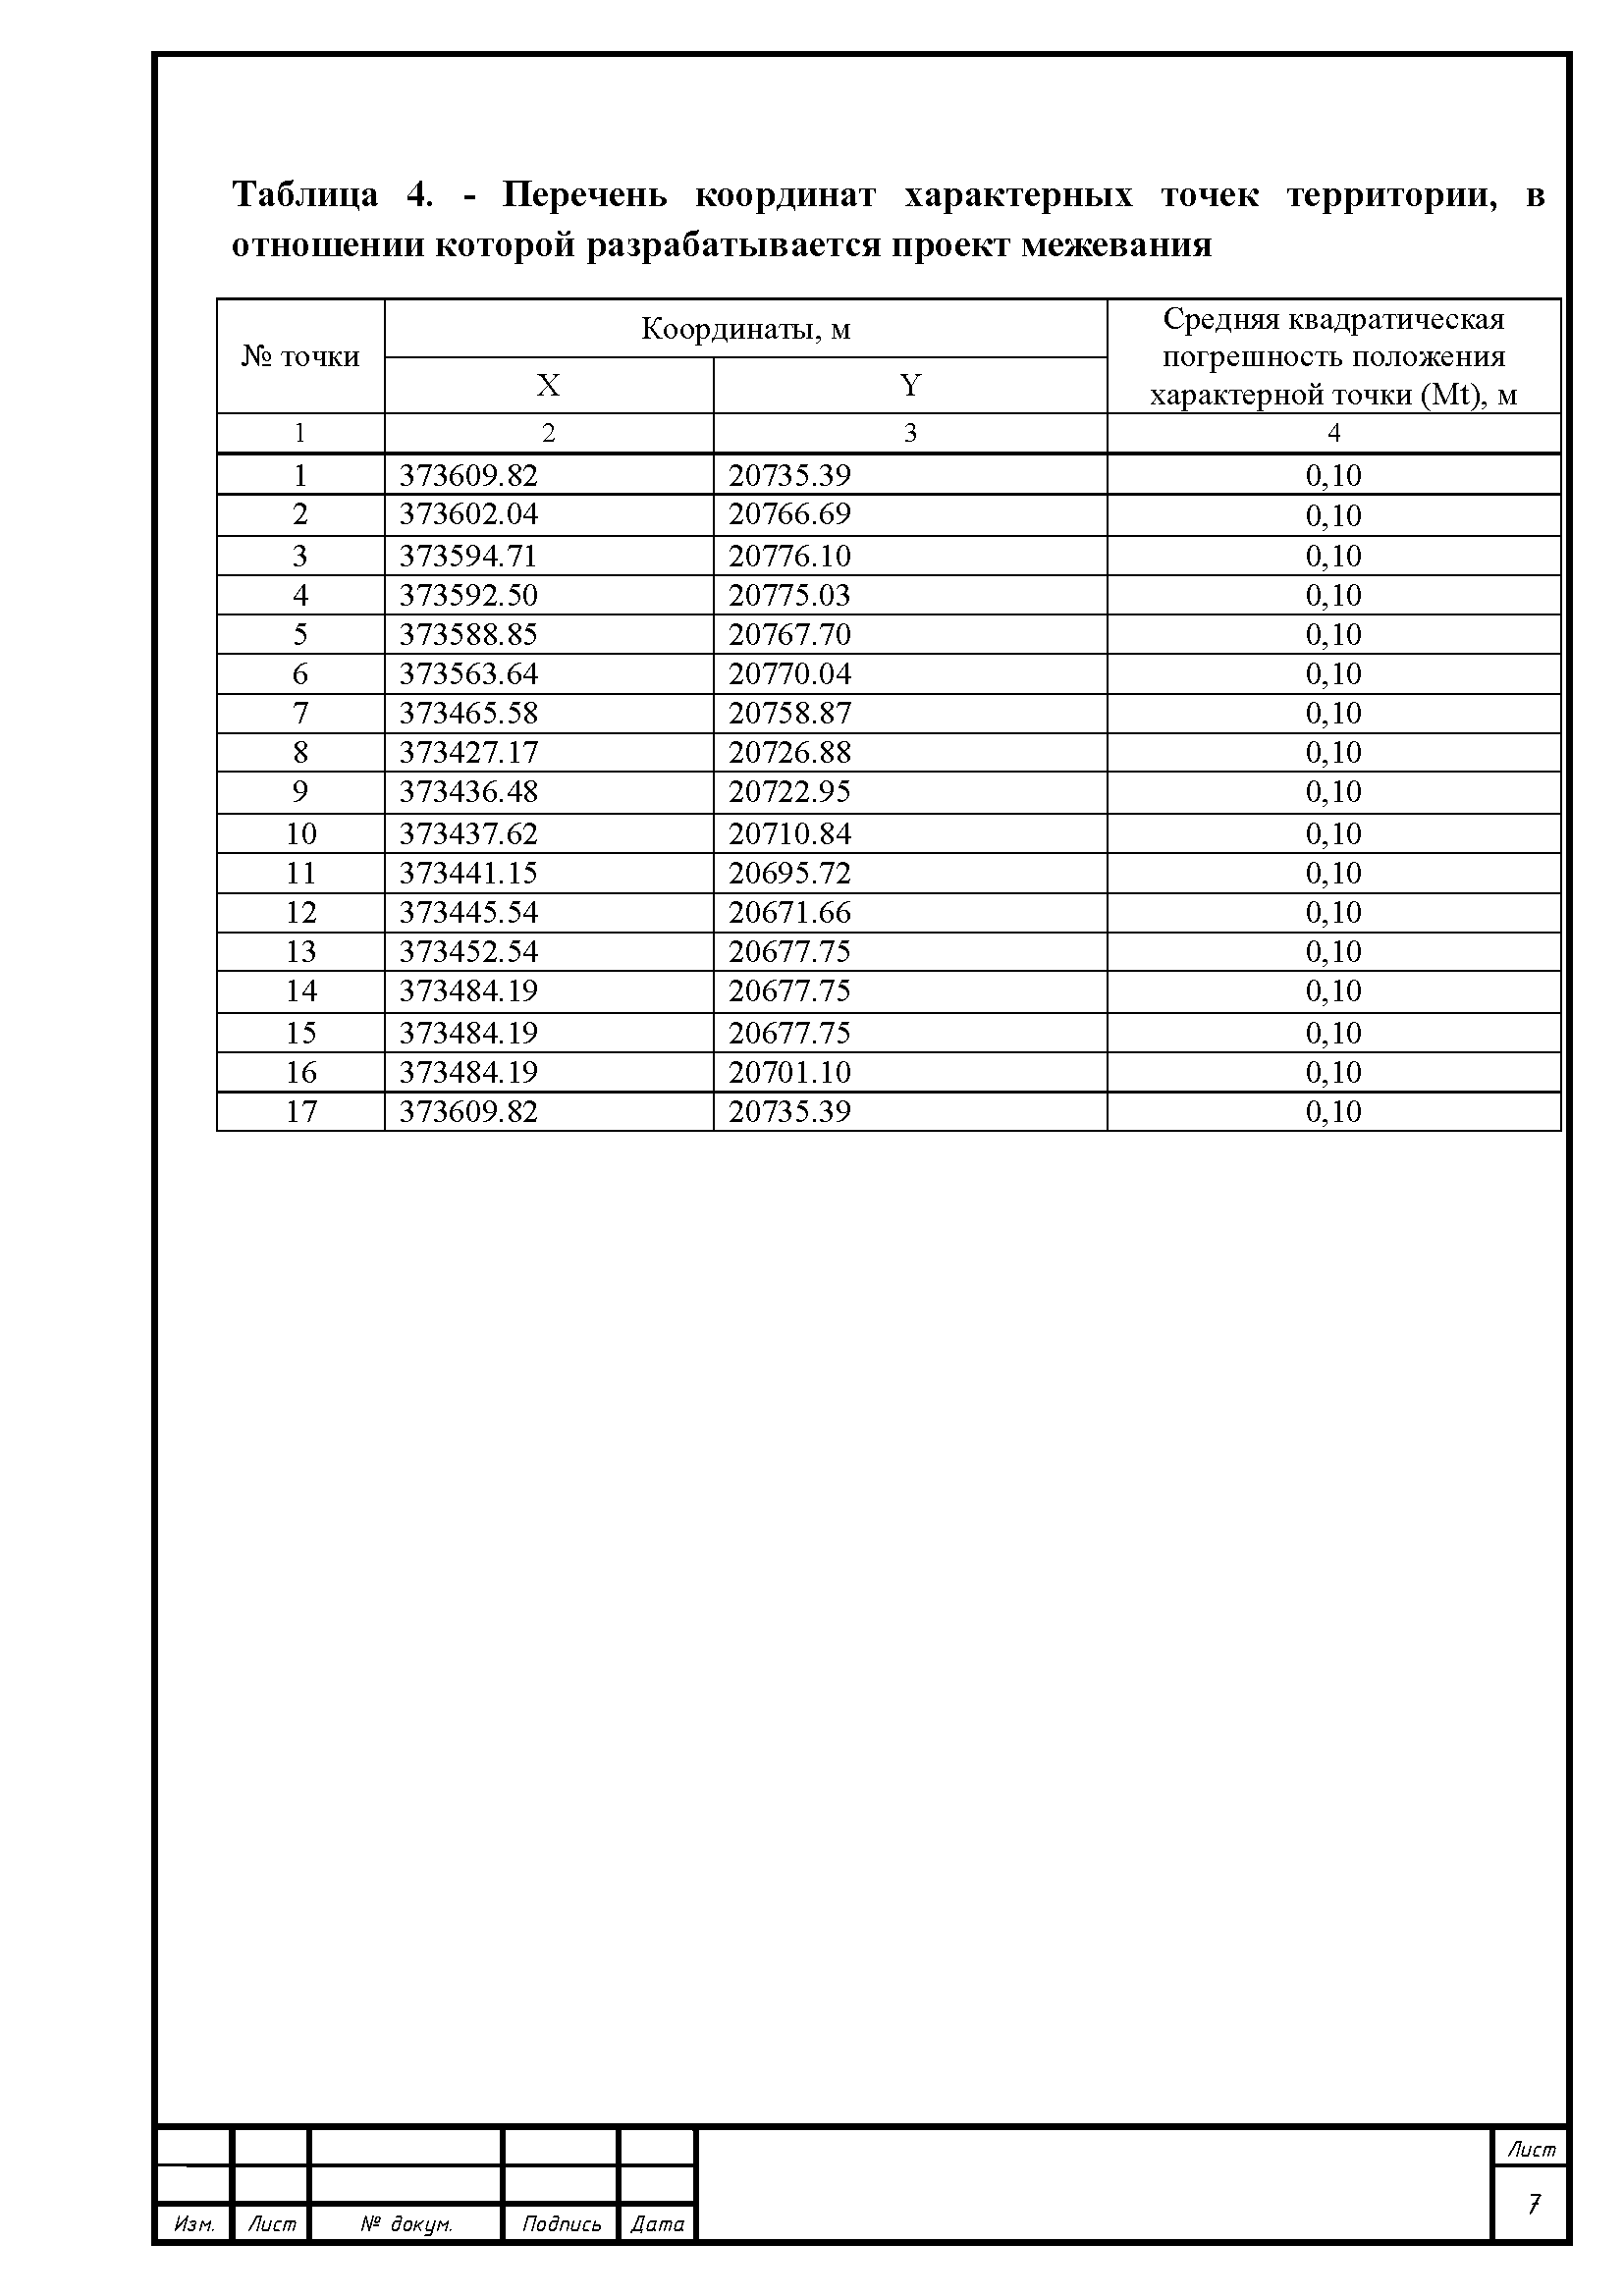 Таблица 4. - Перечень координат характерных точек территории, в
отношении которой разрабатывается проект межевания
№ точки Координаты, м Средняя квадратическая
погрешность положения
X Y характерной точки (Mt), м
1 2 3 4
1 373609.82 20735.39 0,10
2 373602.04 20766.69 0,10
3 373594.71 20776.10 0,10
4 373592.50 20775.03 0,10
5 373588.85 20767.70 0,10
6 373563.64 20770.04 0,10
7 373465.58 20758.87 0,10
8 373427.17 20726.88 0,10
9 373436.48 20722.95 0,10
10 373437.62 20710.84 0,10
11 373441.15 20695.72 0,10
12 373445.54 20671.66 0,10
13 373452.54 20677.75 0,10
14 373484.19 20677.75 0,10
15 373484.19 20677.75 0,10
16 373484.19 20701.10 0,10
17 373609.82 20735.39 0,10
Лист
7
Изм. Лист № докум. Подпись Дата